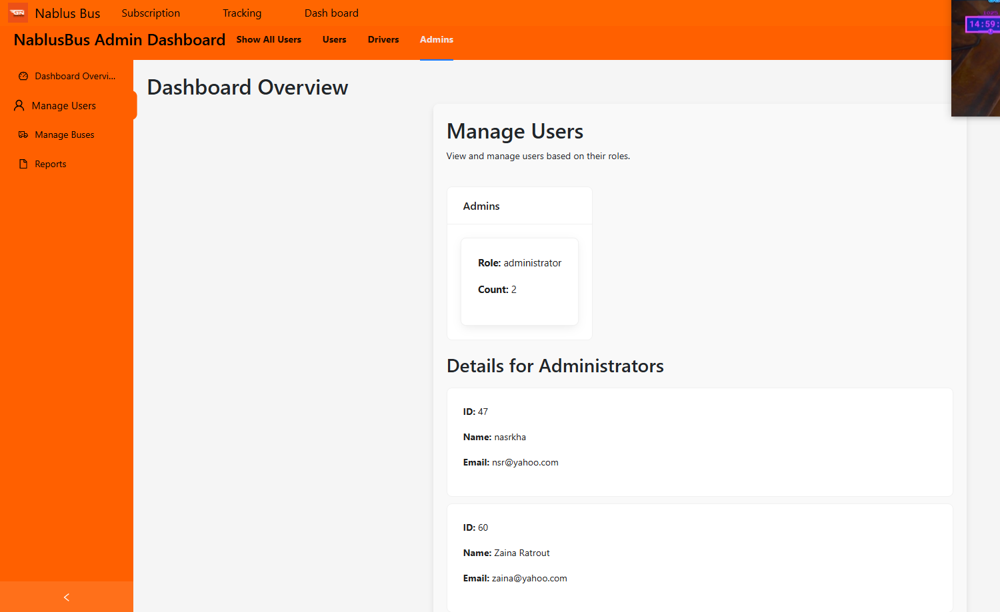 GN Nablus Bus Subscription Tracking Dash board
NablusBus Admin Dashboard Show All Users Users Drivers Admins
14:59:
Dashboard Overvi...
Manage Users
Manage Buses
Reports
Dashboard Overview
Manage Users
View and manage users based on their roles.
Admins
Role: administrator
Count: 2
Details for Administrators
ID: 47
Name: nasrkha
Email: nsr@yahoo.com
ID: 60
Name: Zaina Ratrout
Email: zaina@yahoo.com